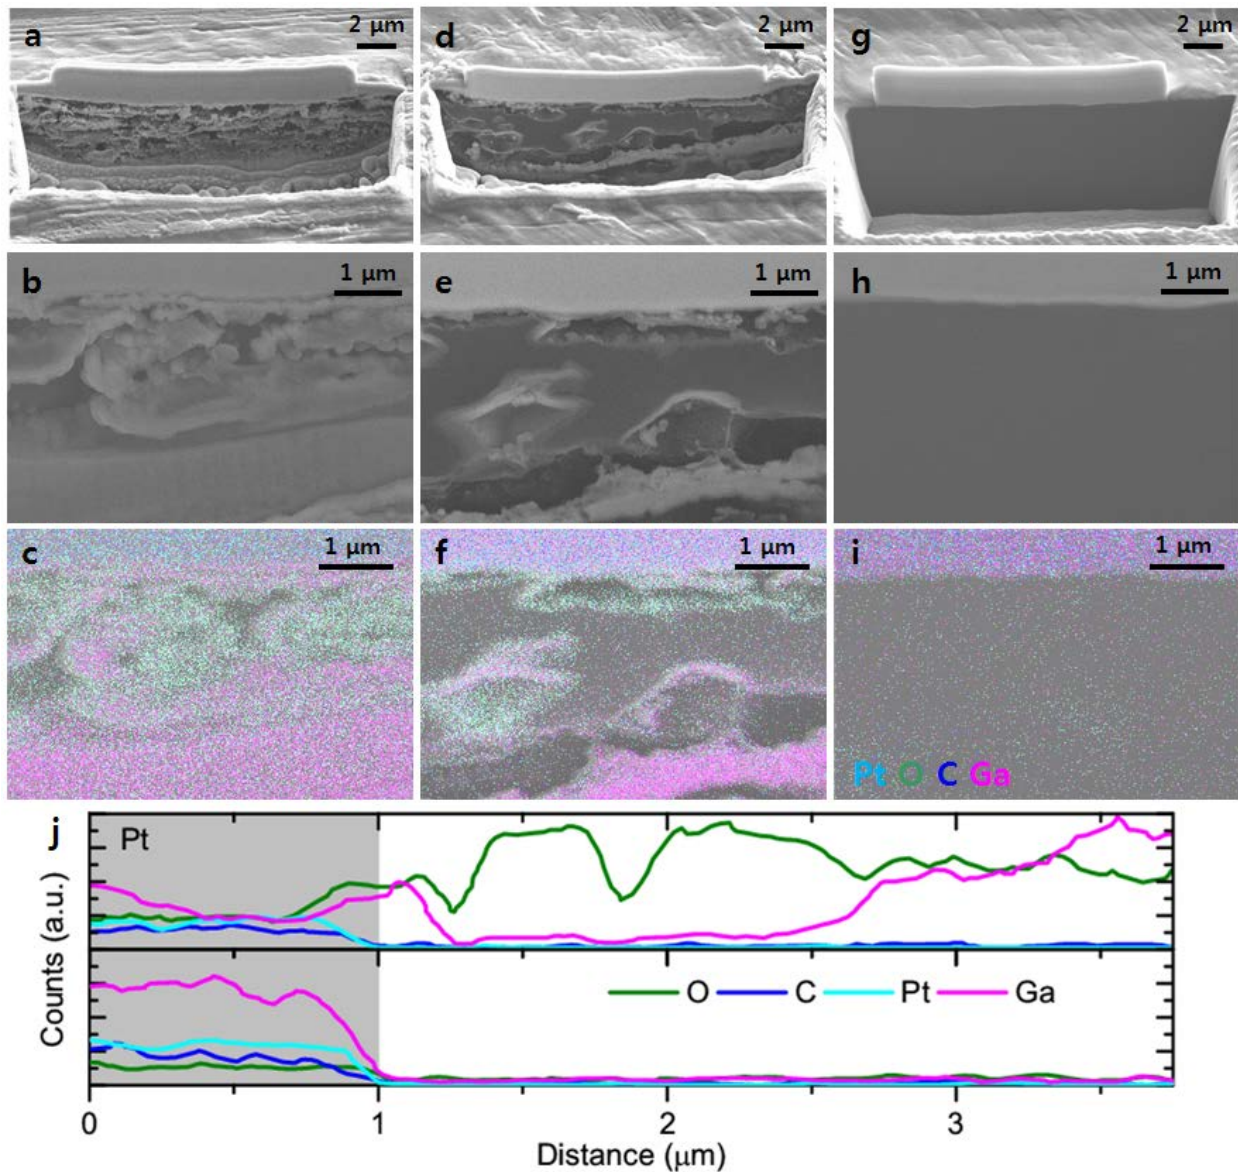 a 2 μm
d 2 μm
g 2 μm
b 1 μm
e 1 μm
h 1 μm
c 1 μm
f 1 μm
i 1 μm
Pt O C Ga
j Pt
Counts (a.u.)
O C Pt Ga
0 1 2 3
Distance (μm)